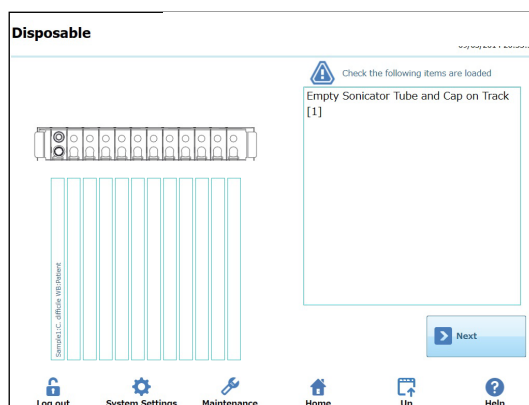 Disposable
Check the following items are loaded
Empty Sonicator Tube and Cap on Track
[1]
Sample1:C. difficile WB:Patient
Next
Log out
System Settings
Maintenance
Home
Up
Help